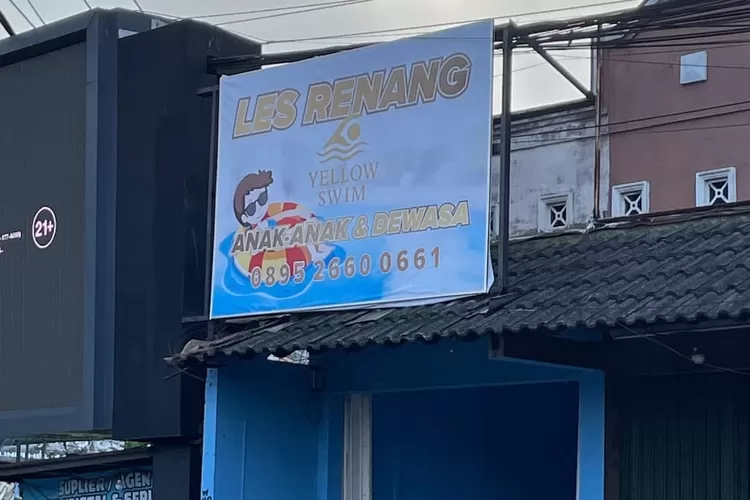 LES RENANG
YELLOW
SWIM
ANAK-ANAK & DEWASA
0895 2660 0661
21+
SUPLIER / AGEN